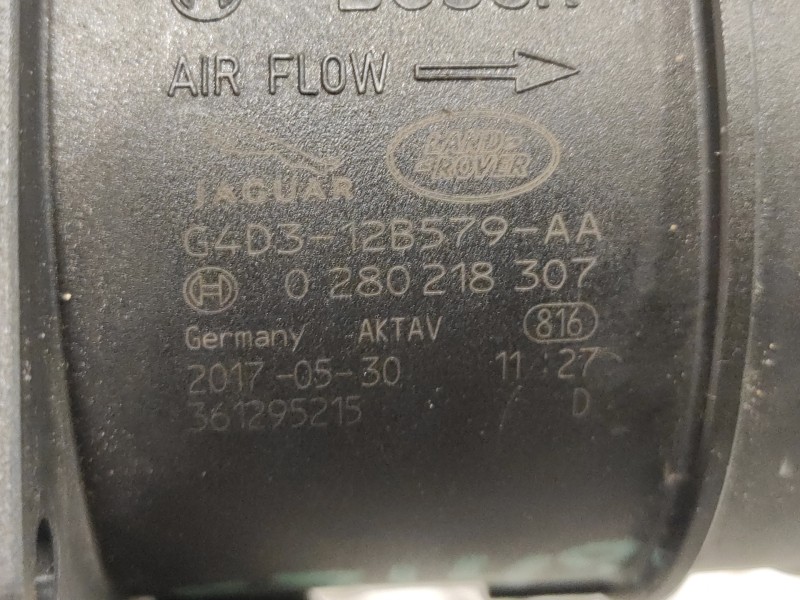 BOSCH
AIR FLOW
JAGUAR
LAND-
ROVER
G4D3-12B579-AA
0 280 218 307
Germany AKTAV 816
2017-05-30 11:27
361295215 D